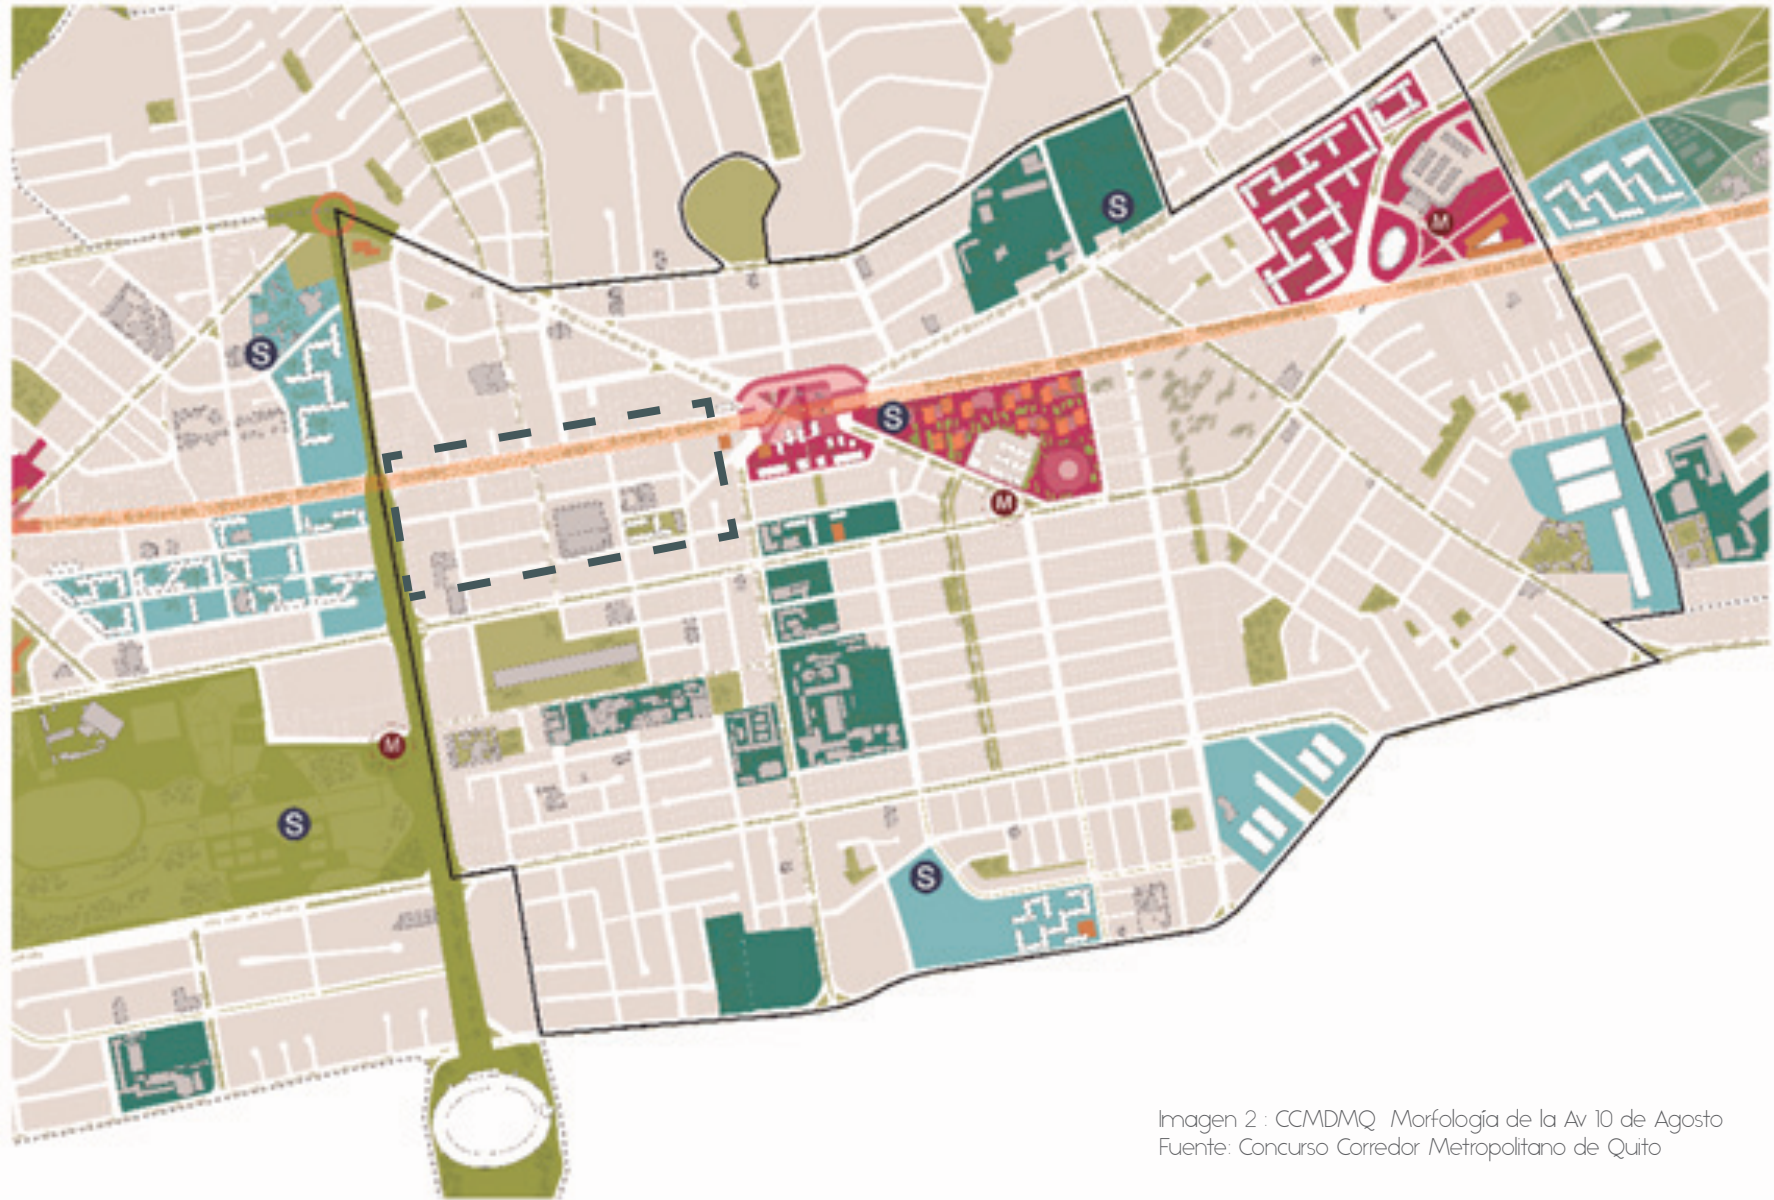 S
M
S
S
M
M
S
S
Imagen 2 : CCMDMQ Morfología de la Av 10 de Agosto
Fuente: Concurso Corredor Metropolitano de Quito